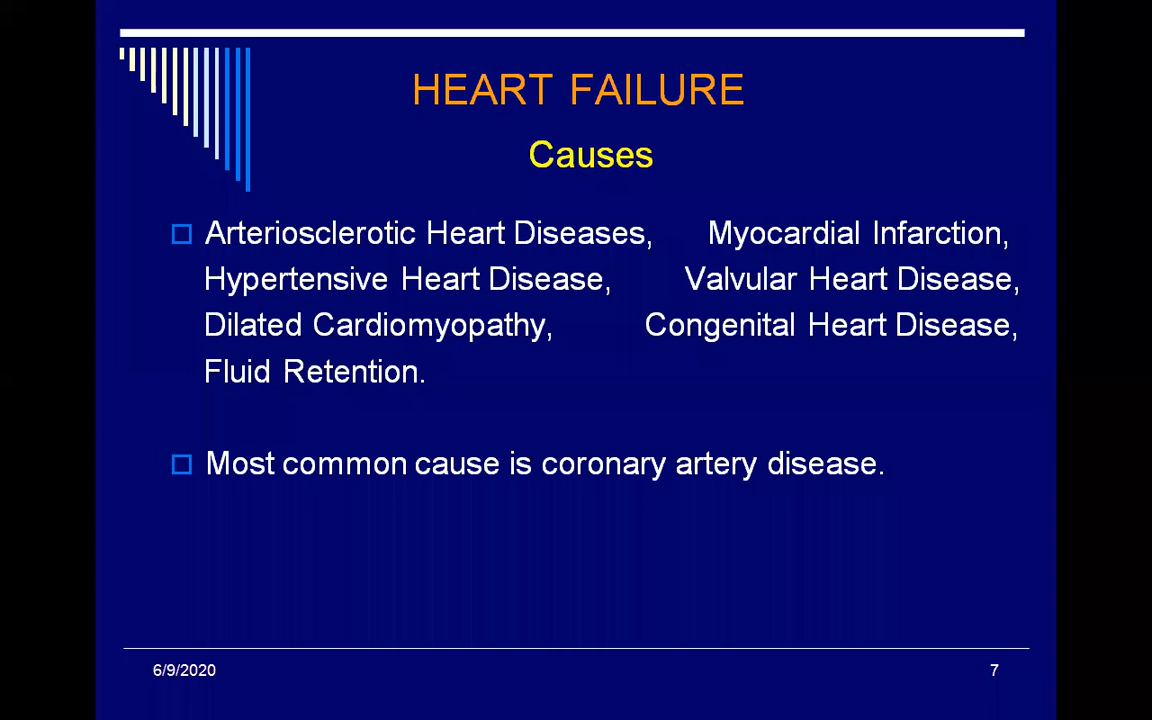 HEART FAILURE
Causes
Arteriosclerotic Heart Diseases, Myocardial Infarction,
Hypertensive Heart Disease, Valvular Heart Disease,
Dilated Cardiomyopathy, Congenital Heart Disease,
Fluid Retention.
Most common cause is coronary artery disease.
6/9/2020 7